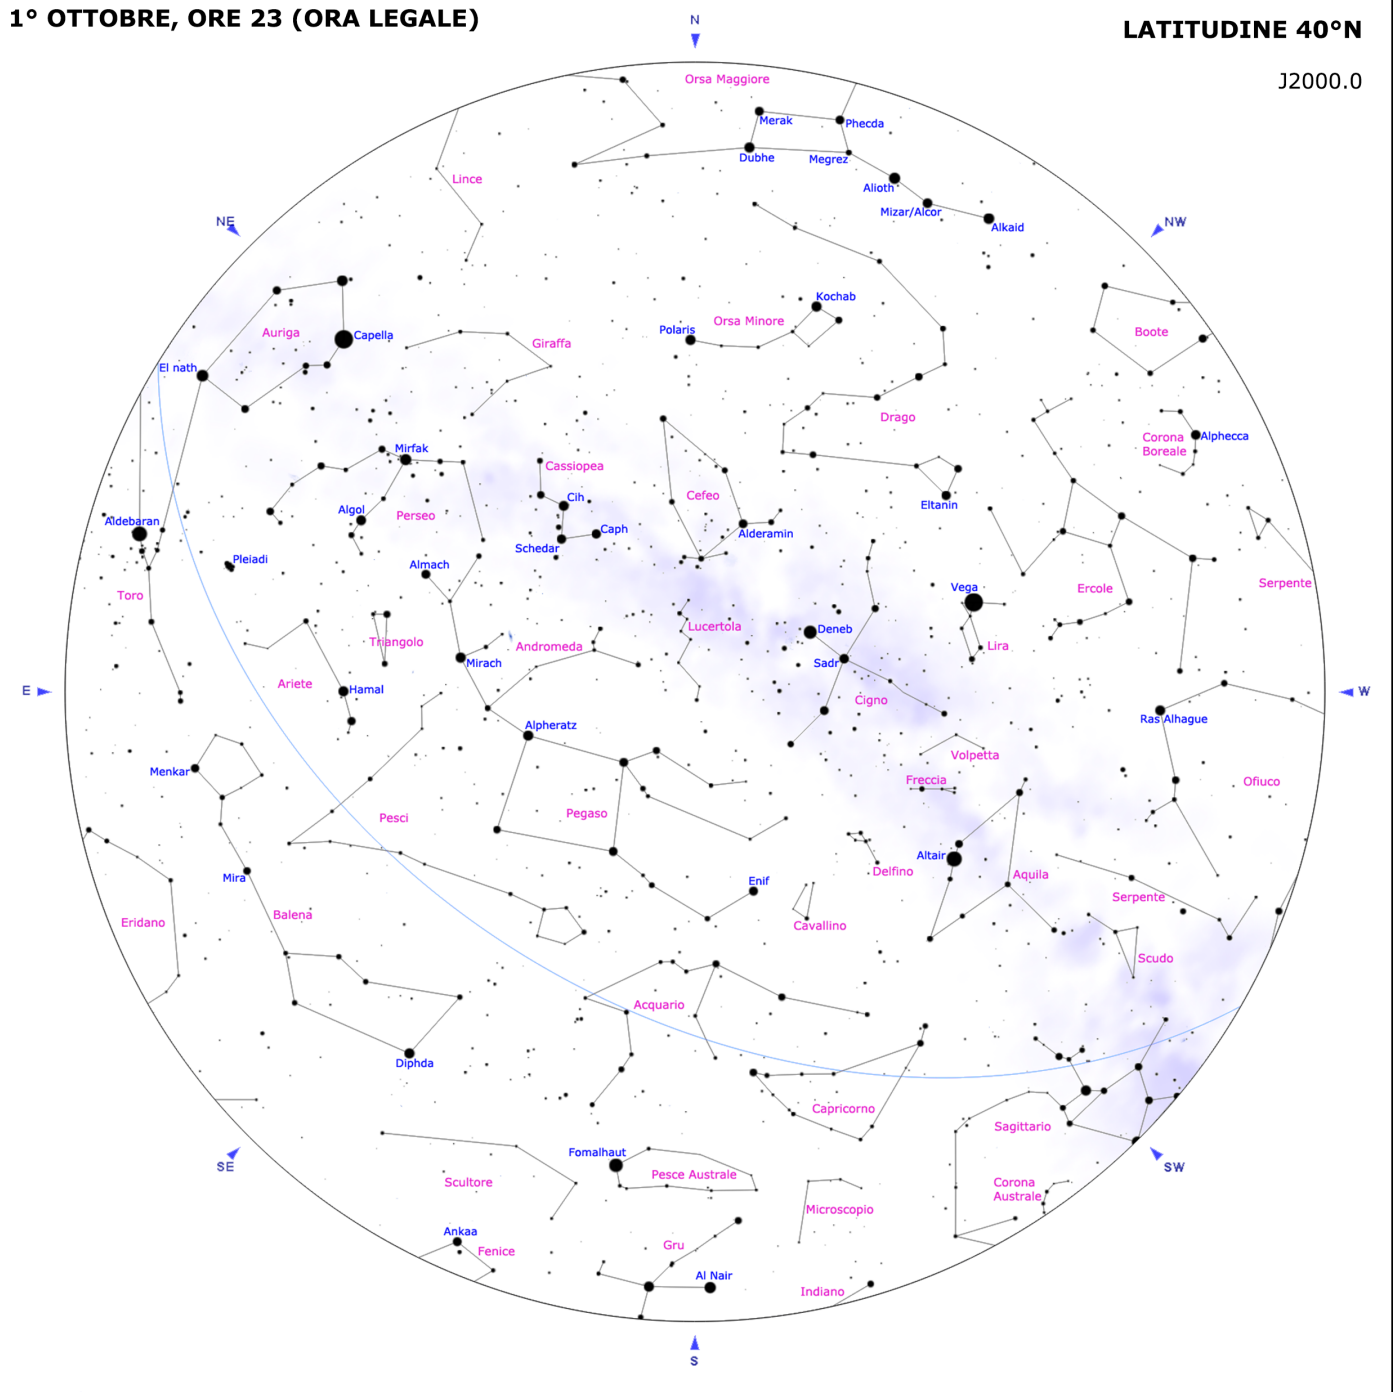 1° OTTOBRE, ORE 23 (ORA LEGALE)
N
LATITUDINE 40°N
J2000.0
Orsa Maggiore
Merak
Phecda
Dubhe
Megrez
Lince
Alioth
Mizar/Alcor
Alkaid
NE
NW
Kochab
Orsa Minore
Polaris
Auriga
Capella
Giraffa
Boote
El nath
Drago
Corona
Boreale
Alphecca
Mirfak
Cassiopea
Cih
Cefeo
Eltanin
Algol
Perseo
Aldebaran
Schedar
Caph
Alderamin
Pleiadi
Almach
Vega
Ercole
Serpente
Toro
Triangolo
Andromeda
Lucertola
Deneb
Lira
Mirach
Sadr
Ariete
Hamal
E
W
Cigno
Ras Alhague
Alpheratz
Volpetta
Menkar
Freccia
Ofiuco
Pesci
Pegaso
Altair
Delfino
Aquila
Mira
Enif
Serpente
Eridano
Balena
Cavallino
Scudo
Acquario
Diphda
Capricorno
Sagittario
SE
SW
Fomalhaut
Scultore
Pesce Australe
Corona
Australe
Microscopio
Ankaa
Fenice
Gru
Al Nair
Indiano
S